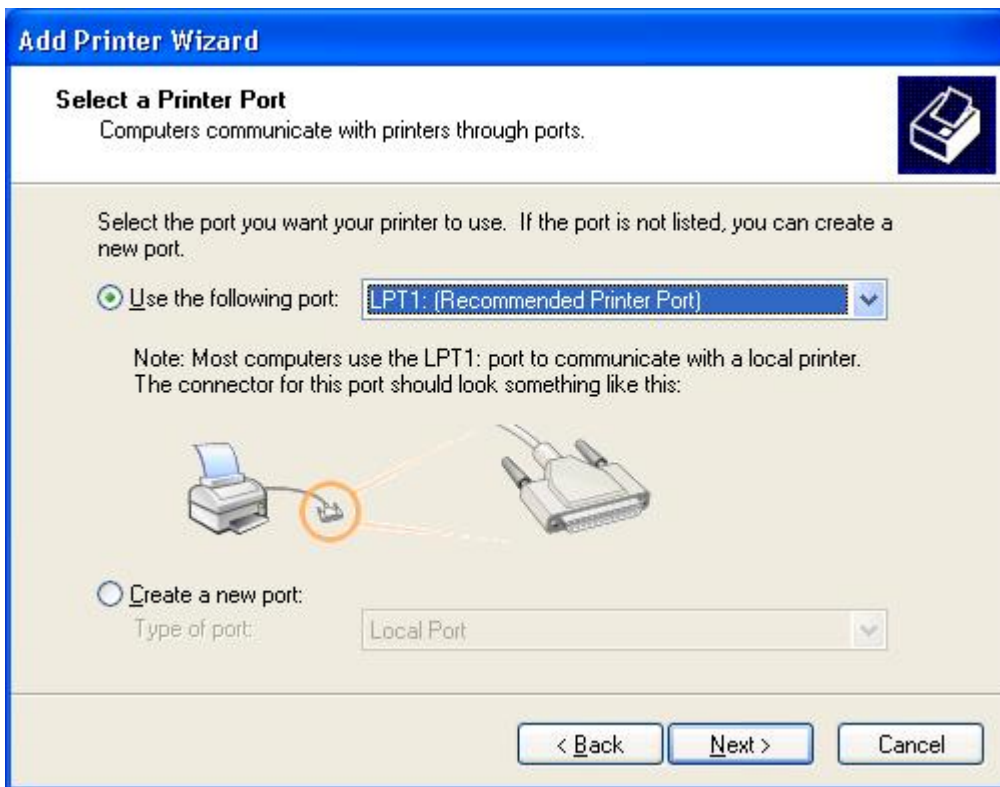 Add Printer Wizard
Select a Printer Port
Computers communicate with printers through ports.
Select the port you want your printer to use.  If the port is not listed, you can create a
new port.
Use the following port:
LPT1: (Recommended Printer Port)
Note: Most computers use the LPT1: port to communicate with a local printer.
The connector for this port should look something like this:
Create a new port:
Type of port:
Local Port
< Back
Next >
Cancel